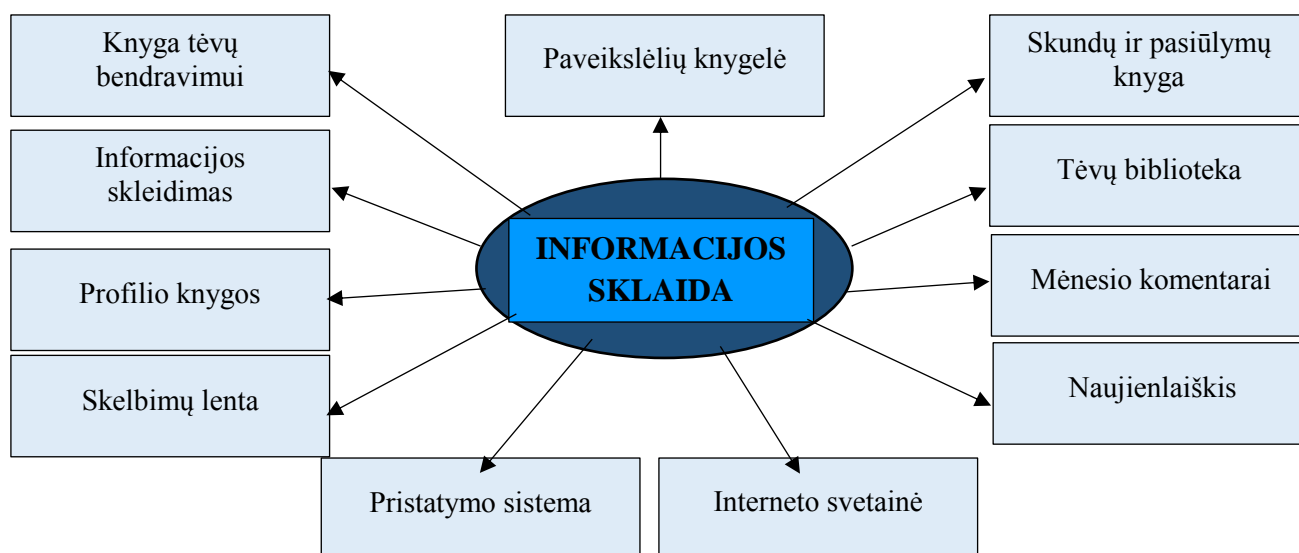 Knyga tėvų
bendravimui
Paveikslėlių knygelė
Skundų ir pasiūlymų
knyga
Informacijos
skleidimas
Tėvų biblioteka
INFORMACIJOS
SKLAIDA
Profilio knygos
Mėnesio komentarai
Skelbimų lenta
Naujienlaiškis
Pristatymo sistema
Interneto svetainė